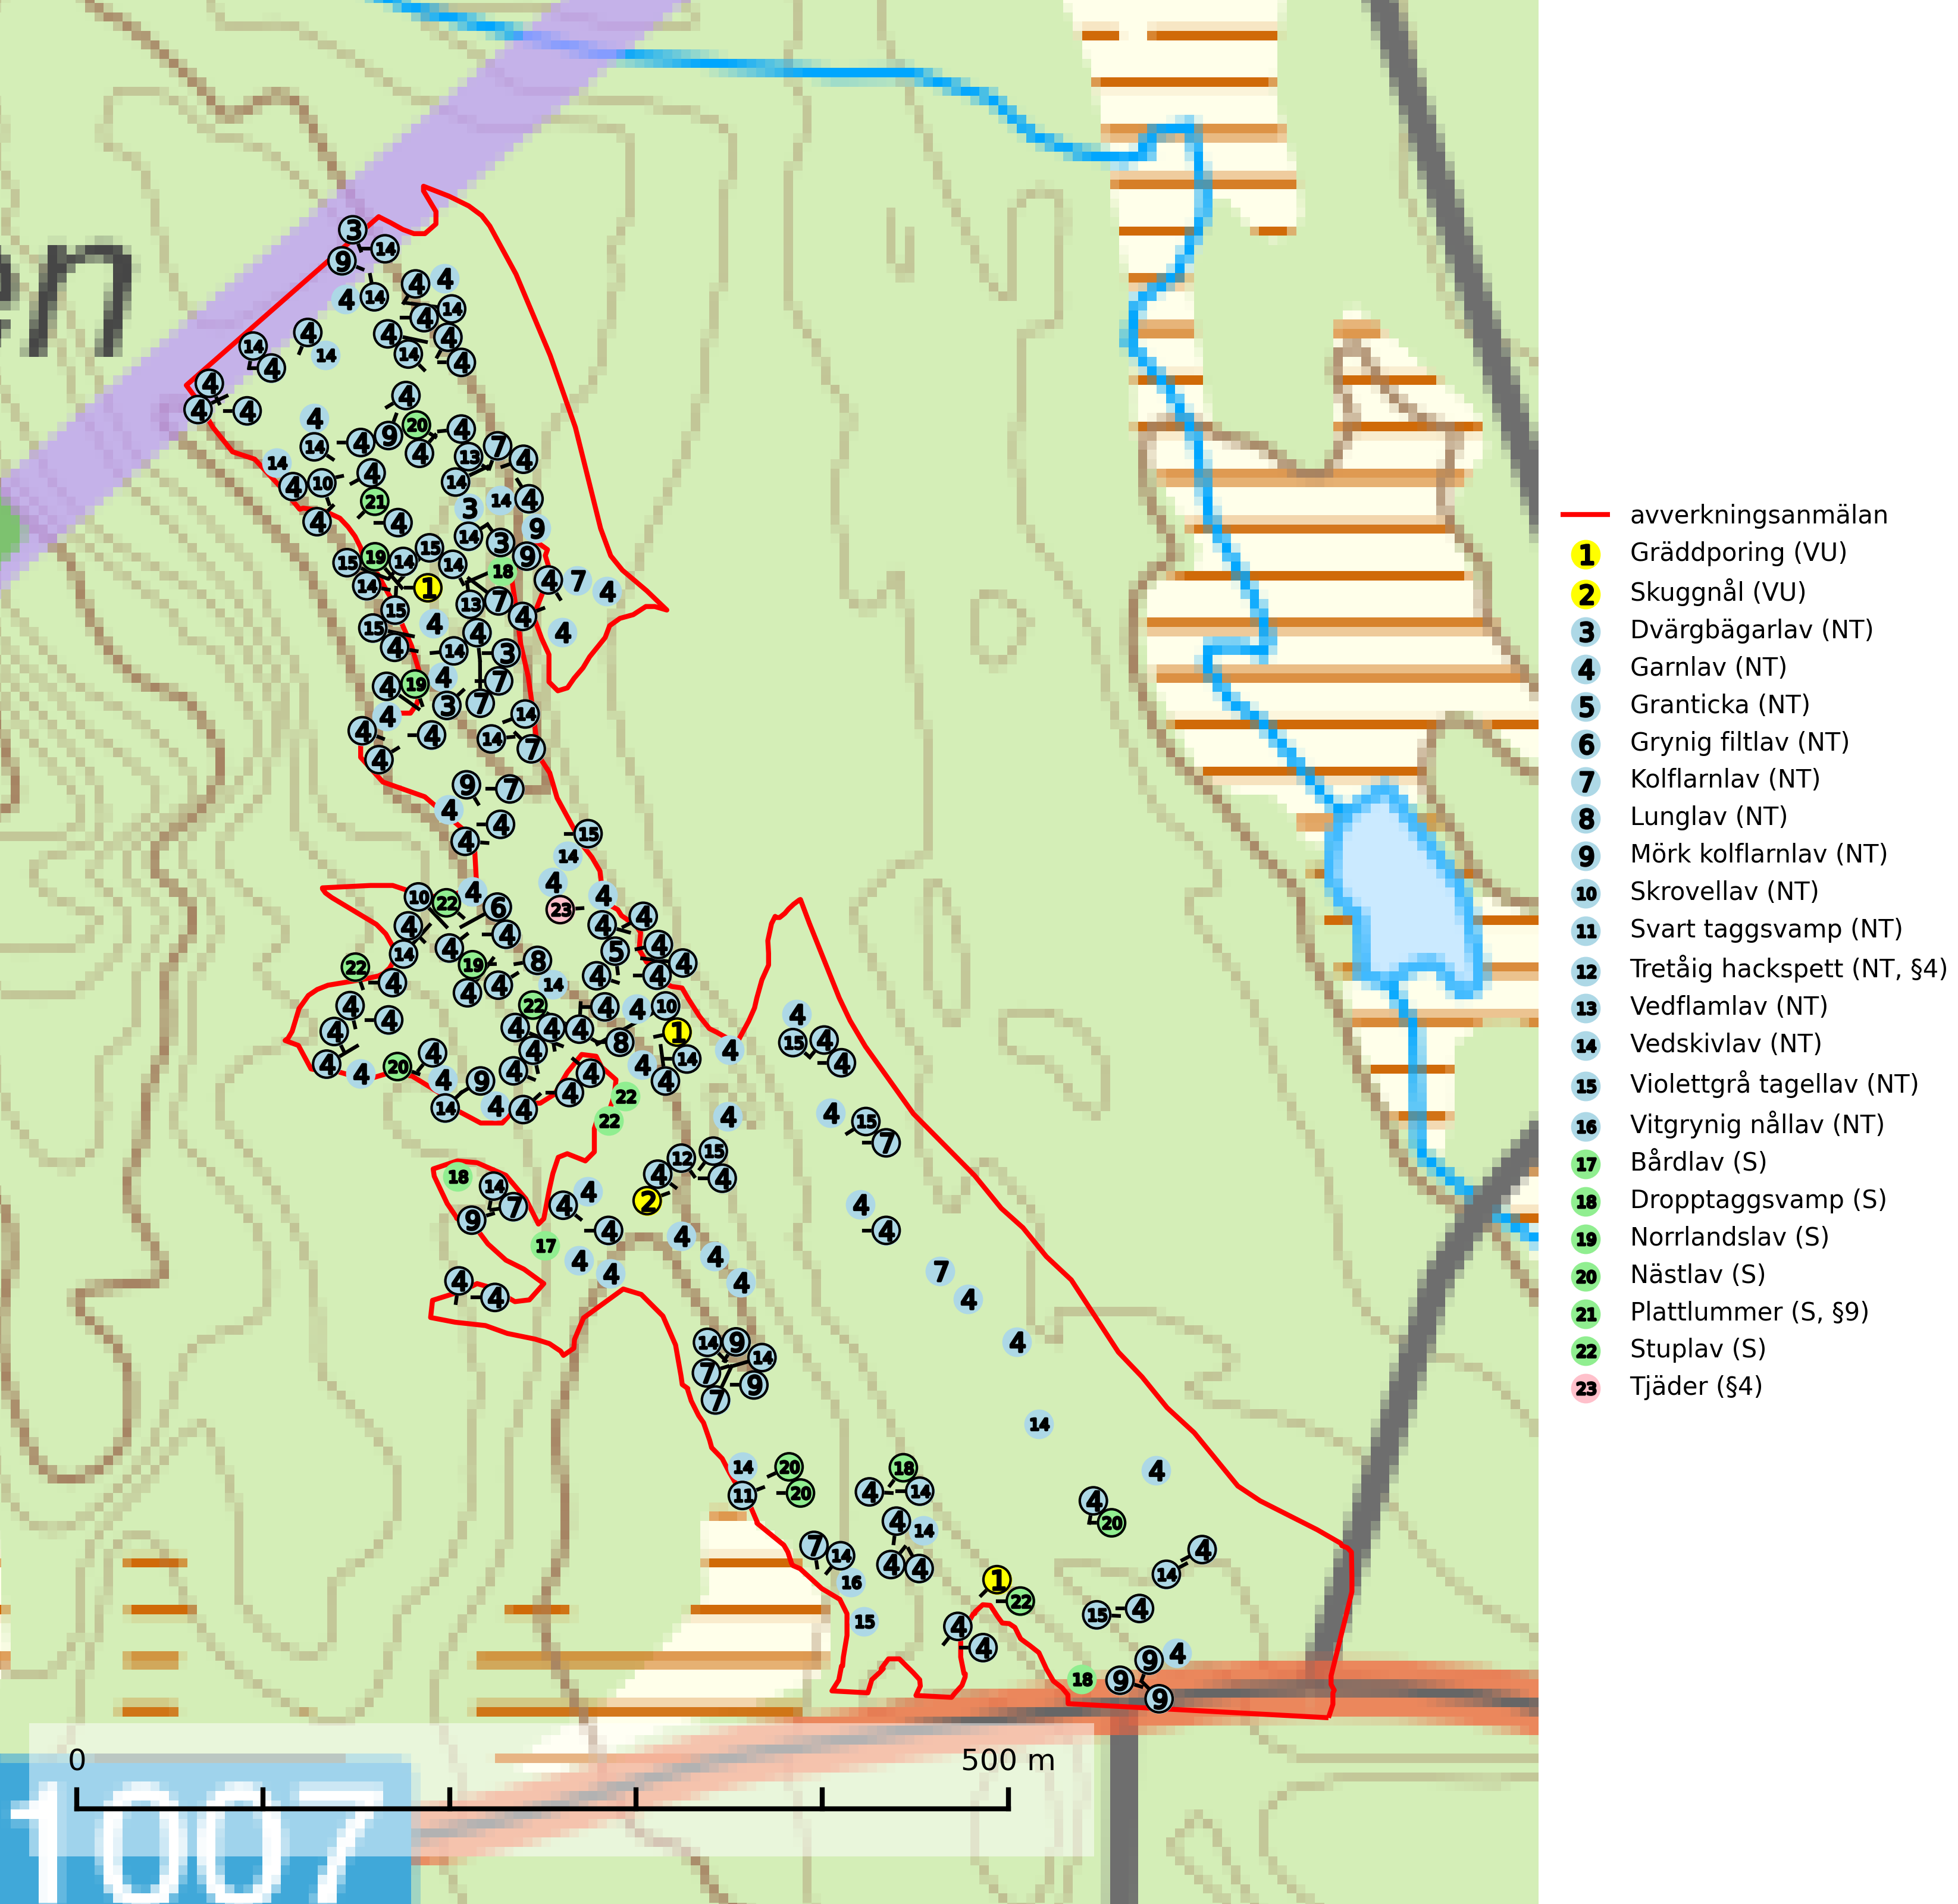 en
avverkningsanmälan
1 Gräddporing (VU)
2 Skuggnål (VU)
3 Dvärgbägarlav (NT)
4 Garnlav (NT)
5 Granticka (NT)
6 Grynig filtlav (NT)
7 Kolflarnlav (NT)
8 Lunglav (NT)
9 Mörk kolflarnlav (NT)
10 Skrovellav (NT)
11 Svart taggsvamp (NT)
12 Tretåig hackspett (NT, §4)
13 Vedflamlav (NT)
14 Vedskivlav (NT)
15 Violettgrå tagellav (NT)
16 Vitgrynig nållav (NT)
17 Bårdlav (S)
18 Dropptaggsvamp (S)
19 Norrlandslav (S)
20 Nästlav (S)
21 Plattlummer (S, §9)
22 Stuplav (S)
23 Tjäder (§4)
0 500 m
1007